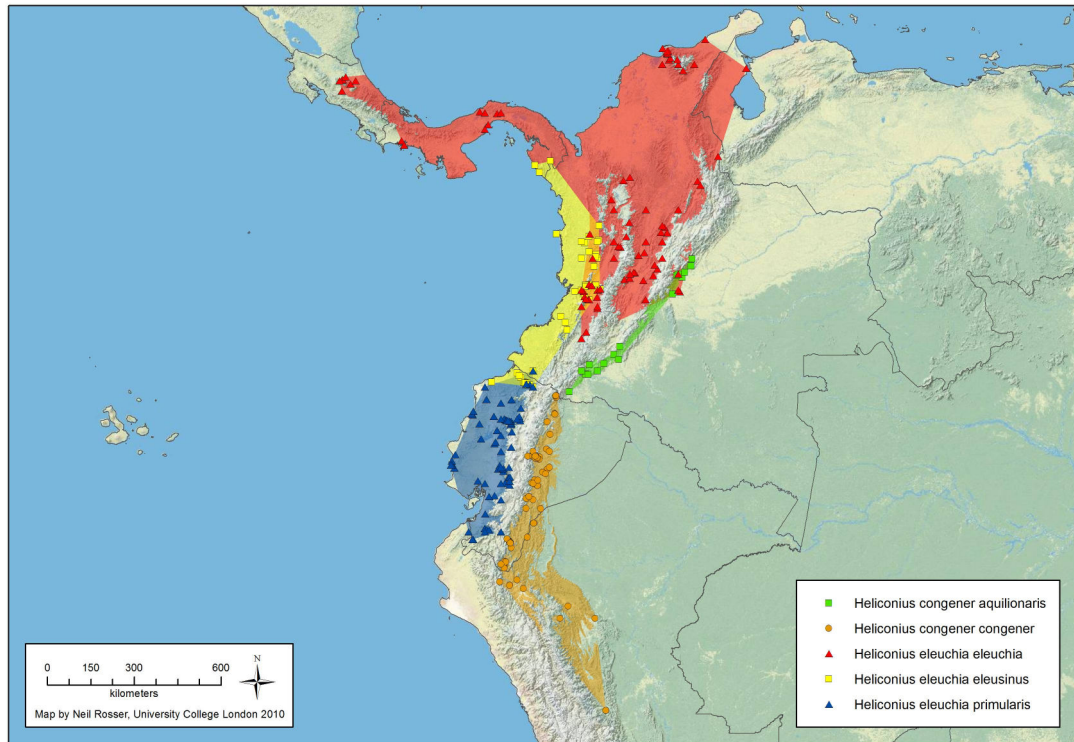 Heliconius congener aquilionaris
Heliconius congener congener
Heliconius eleuchia eleuchia
Heliconius eleuchia eleusinus
Heliconius eleuchia primularis
0 150 300 600
kilometers
N
Map by Neil Rosser, University College London 2010